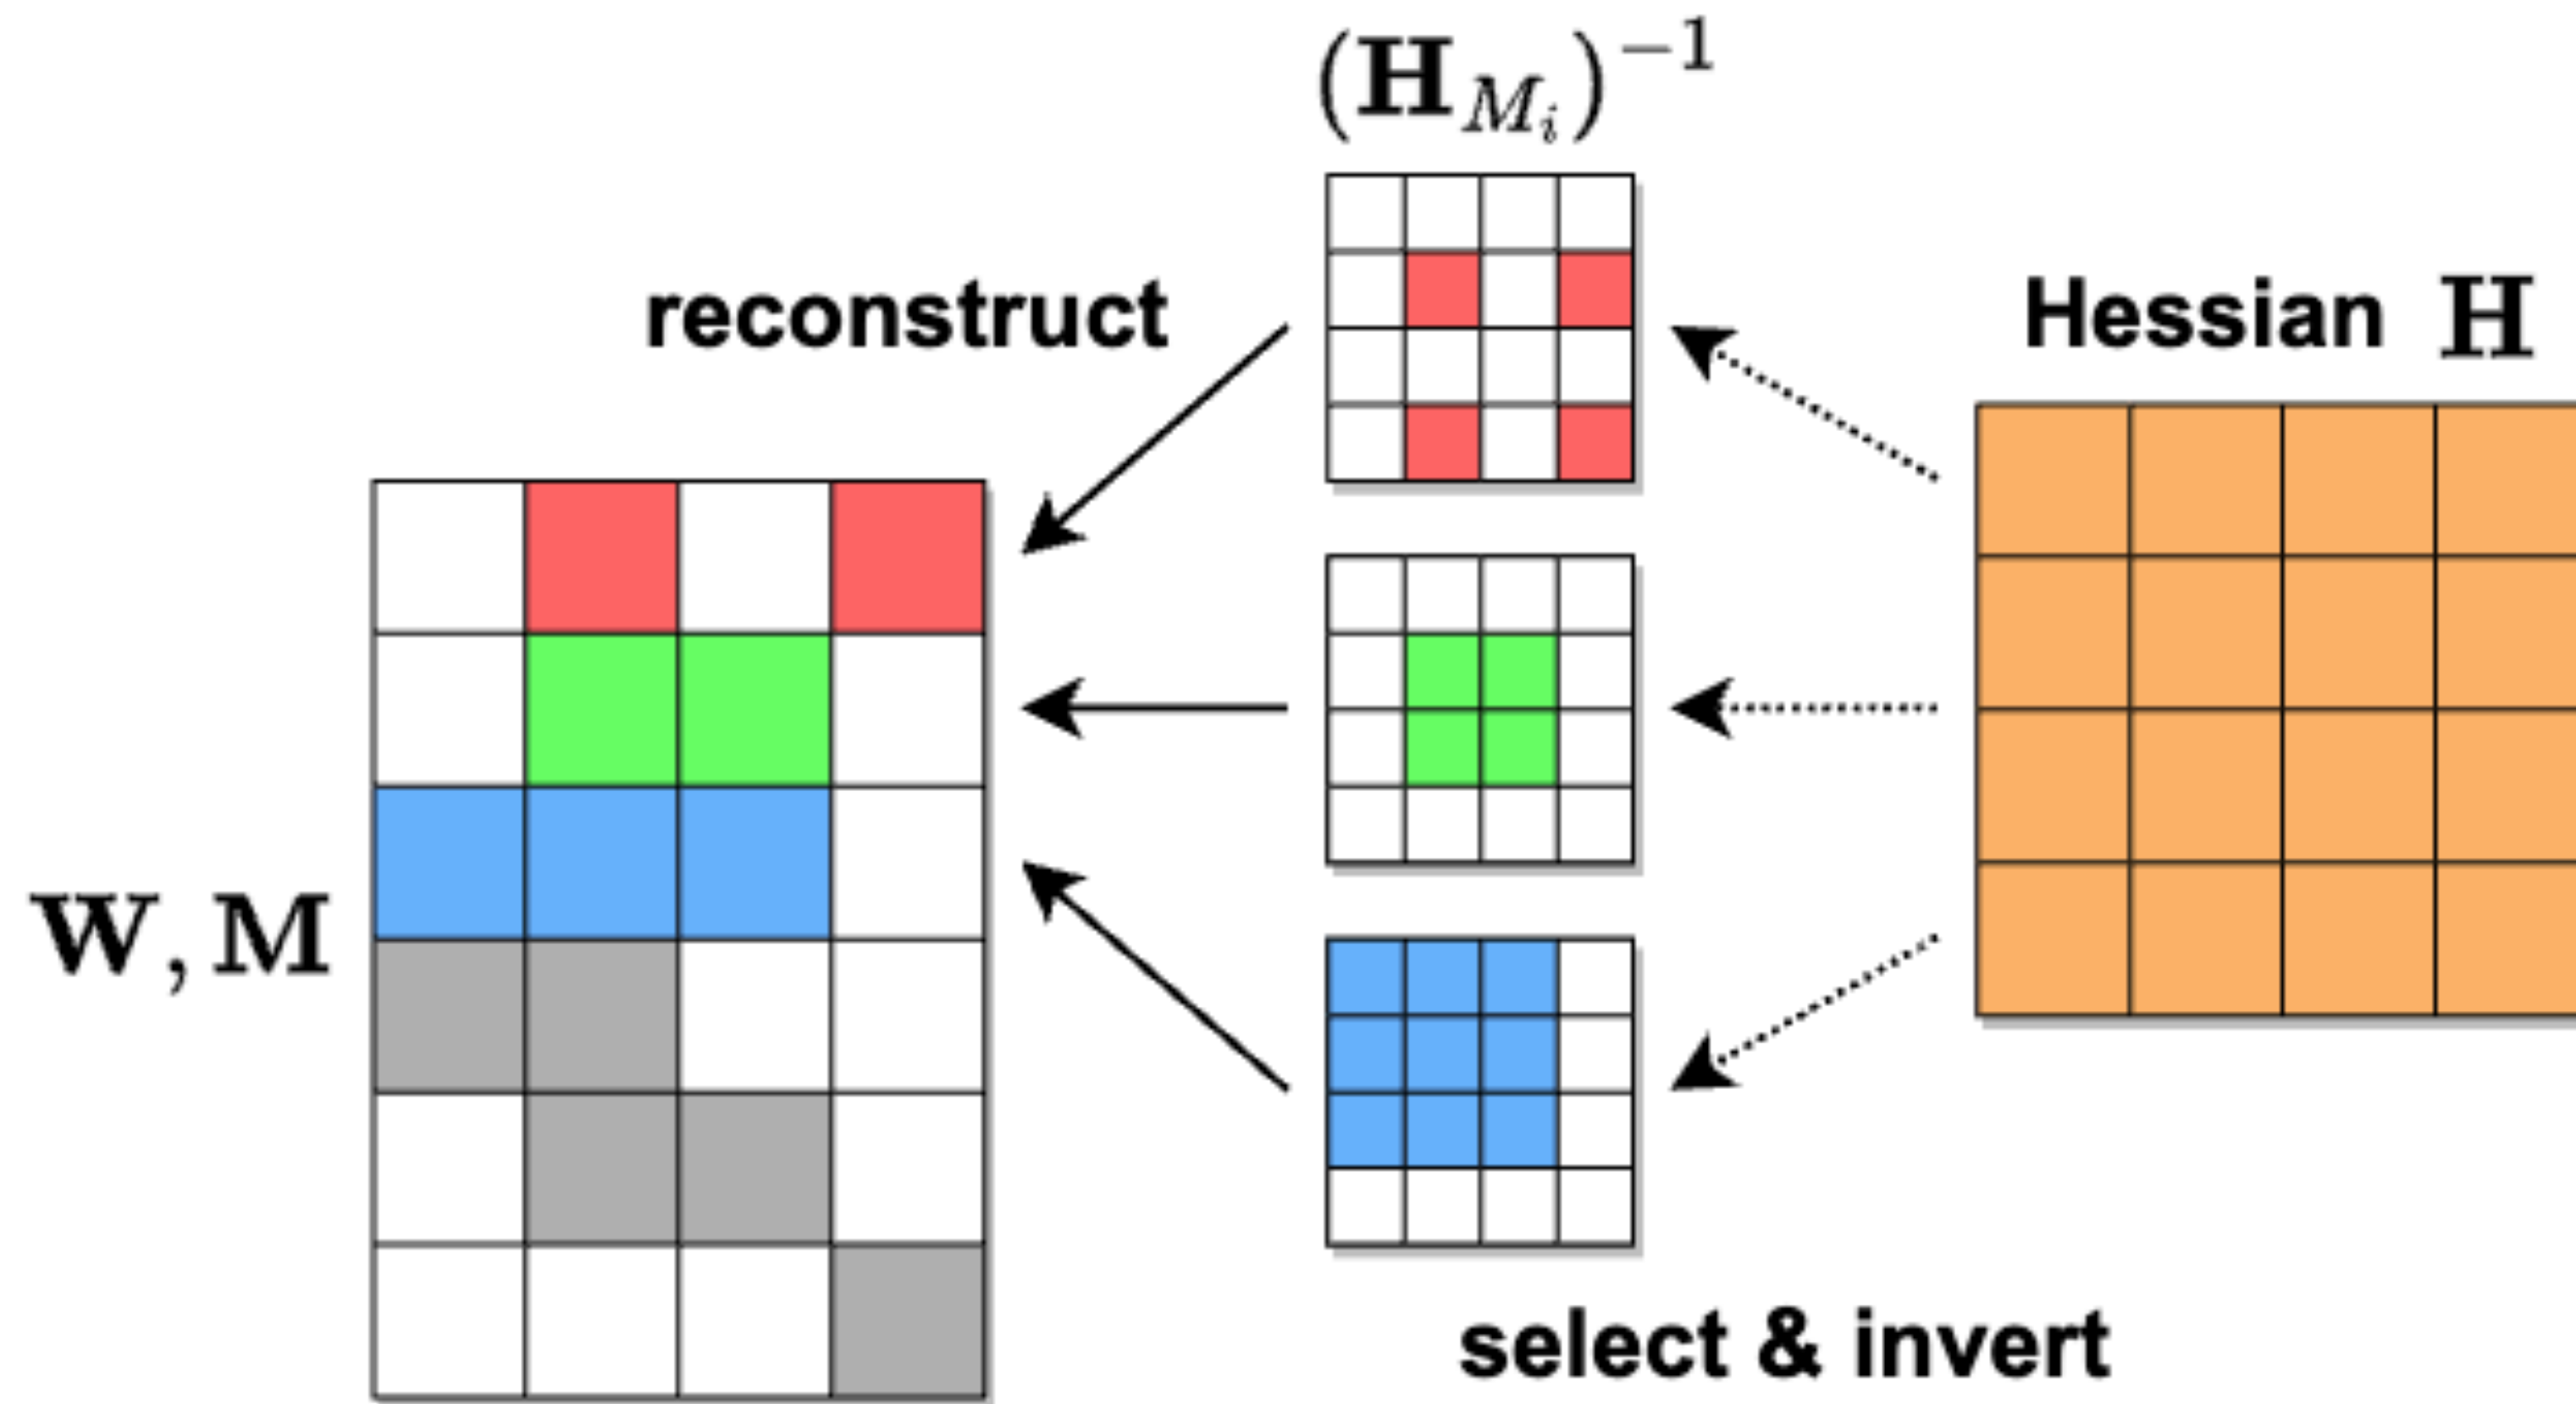 (H_{M_i})^{-1}
reconstruct
Hessian H
W, M
select & invert